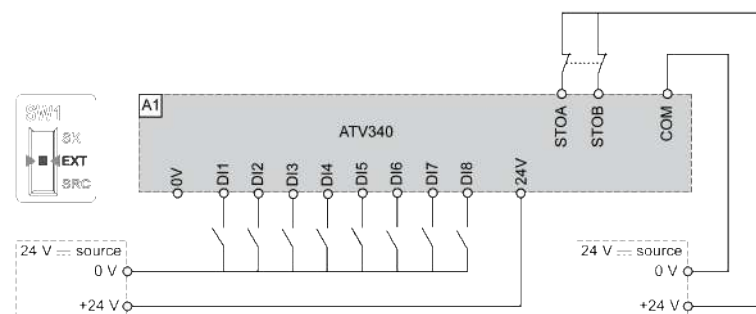 SW1
SX
EXT
SRC
A1
ATV340
STOA
STOB
COM
0V
DI1
DI2
DI3
DI4
DI5
DI6
DI7
DI8
24V
24 V ⎓ source
0 V
+24 V
24 V ⎓ source
0 V
+24 V